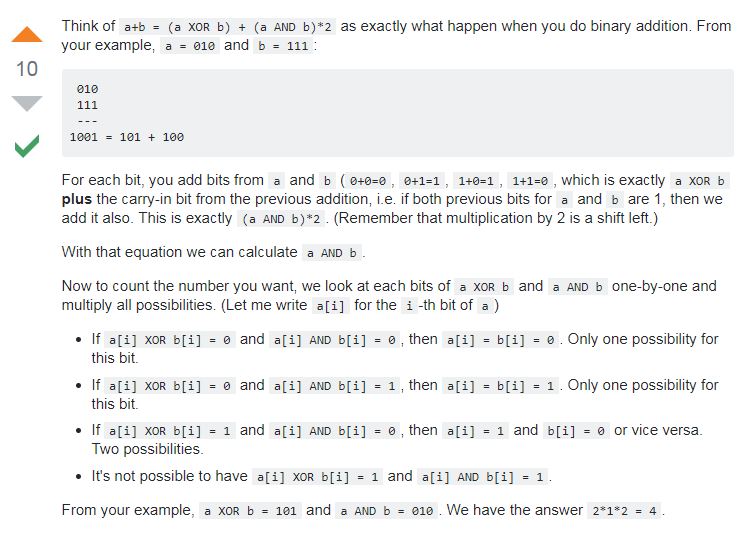 Think of a+b = (a XOR b) + (a AND b)*2 as exactly what happen when you do binary addition. From
your example, a = 010 and b = 111 :
10
010
111
---
1001 = 101 + 100
For each bit, you add bits from a and b ( 0+0=0 , 0+1=1 , 1+0=1 , 1+1=0 , which is exactly a XOR b
plus the carry-in bit from the previous addition, i.e. if both previous bits for a and b are 1, then we
add it also. This is exactly (a AND b)*2 . (Remember that multiplication by 2 is a shift left.)
With that equation we can calculate a AND b .
Now to count the number you want, we look at each bits of a XOR b and a AND b one-by-one and
multiply all possibilities. (Let me write a[i] for the i -th bit of a )
• If a[i] XOR b[i] = 0 and a[i] AND b[i] = 0 , then a[i] = b[i] = 0 . Only one possibility for
this bit.
• If a[i] XOR b[i] = 0 and a[i] AND b[i] = 1 , then a[i] = b[i] = 1 . Only one possibility for
this bit.
• If a[i] XOR b[i] = 1 and a[i] AND b[i] = 0 , then a[i] = 1 and b[i] = 0 or vice versa.
Two possibilities.
• It's not possible to have a[i] XOR b[i] = 1 and a[i] AND b[i] = 1 .
From your example, a XOR b = 101 and a AND b = 010 . We have the answer 2*1*2 = 4 .